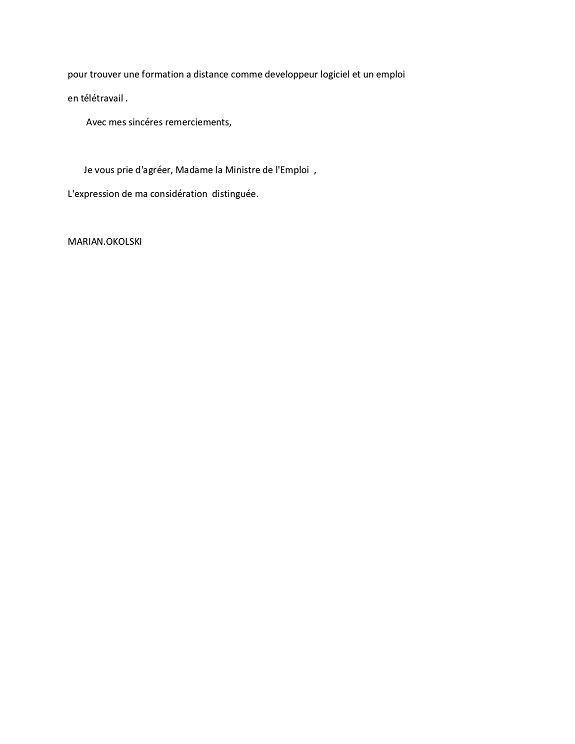 pour trouver une formation a distance comme developpeur logiciel et un emploi
en télétravail .
Avec mes sincéres remerciements,
Je vous prie d'agréer, Madame la Ministre de l'Emploi  ,
L'expression de ma considération  distinguée.
MARIAN.OKOLSKI